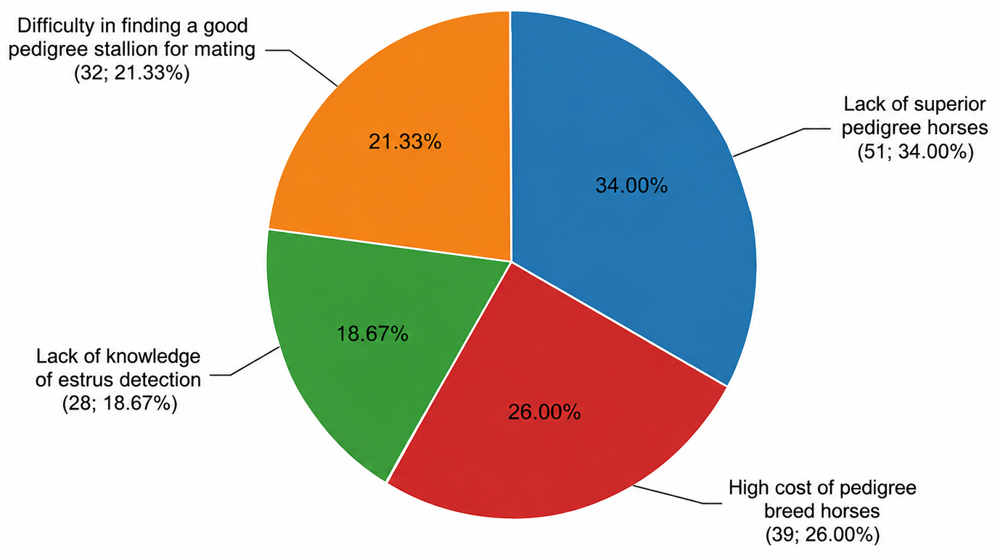 Difficulty in finding a good
pedigree stallion for mating
(32; 21.33%)
21.33%
Lack of superior
pedigree horses
(51; 34.00%)
34.00%
18.67%
Lack of knowledge
of estrus detection
(28; 18.67%)
26.00%
High cost of pedigree
breed horses
(39; 26.00%)